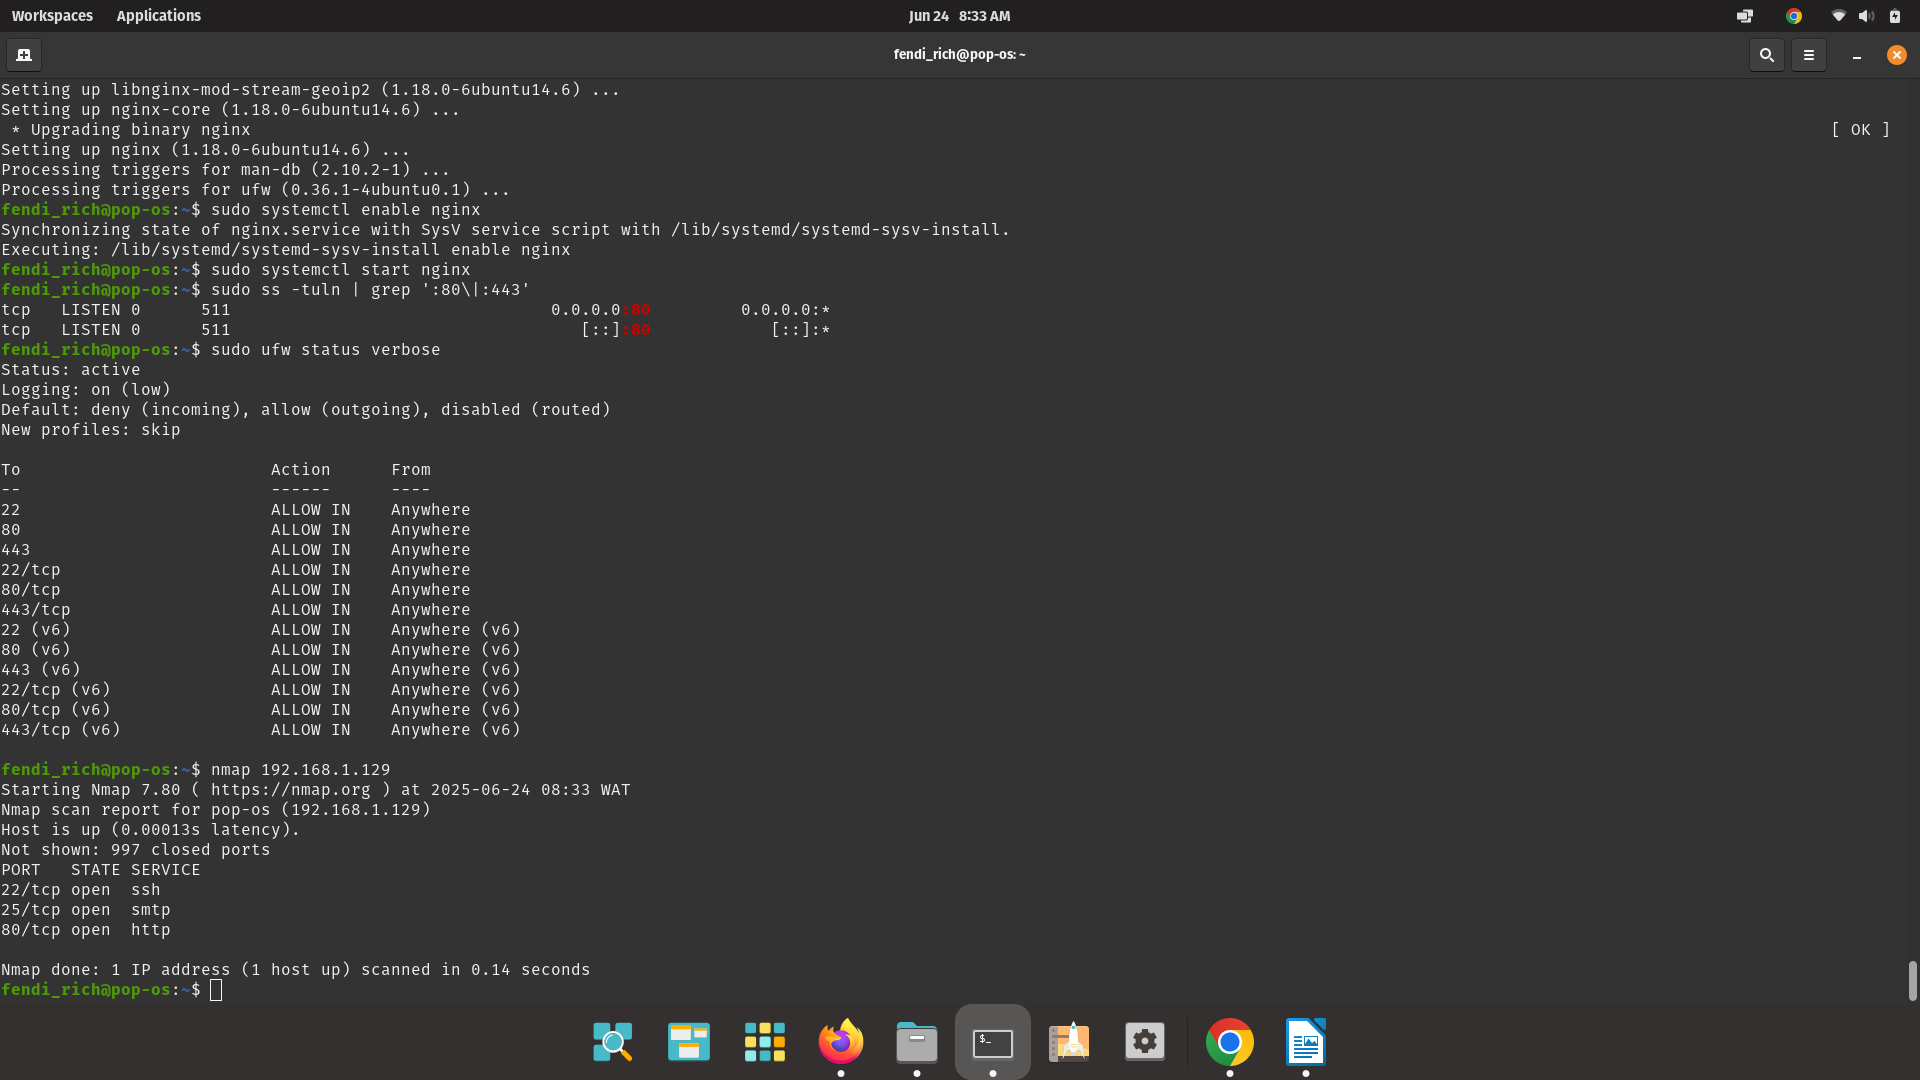 Workspaces Applications Jun 24 8:33 AM
fendi_rich@pop-os: ~
Setting up libnginx-mod-stream-geoip2 (1.18.0-6ubuntu14.6) ...
Setting up nginx-core (1.18.0-6ubuntu14.6) ...
 * Upgrading binary nginx [ OK ]
Setting up nginx (1.18.0-6ubuntu14.6) ...
Processing triggers for man-db (2.10.2-1) ...
Processing triggers for ufw (0.36.1-4ubuntu0.1) ...
fendi_rich@pop-os:~$ sudo systemctl enable nginx
Synchronizing state of nginx.service with SysV service script with /lib/systemd/systemd-sysv-install.
Executing: /lib/systemd/systemd-sysv-install enable nginx
fendi_rich@pop-os:~$ sudo systemctl start nginx
fendi_rich@pop-os:~$ sudo ss -tuln | grep ':80\|:443'
tcp   LISTEN 0      511                                0.0.0.0:80         0.0.0.0:*
tcp   LISTEN 0      511                                   [::]:80            [::]:*
fendi_rich@pop-os:~$ sudo ufw status verbose
Status: active
Logging: on (low)
Default: deny (incoming), allow (outgoing), disabled (routed)
New profiles: skip

To                         Action      From
--                         ------      ----
22                         ALLOW IN    Anywhere
80                         ALLOW IN    Anywhere
443                        ALLOW IN    Anywhere
22/tcp                     ALLOW IN    Anywhere
80/tcp                     ALLOW IN    Anywhere
443/tcp                    ALLOW IN    Anywhere
22 (v6)                    ALLOW IN    Anywhere (v6)
80 (v6)                    ALLOW IN    Anywhere (v6)
443 (v6)                   ALLOW IN    Anywhere (v6)
22/tcp (v6)                ALLOW IN    Anywhere (v6)
80/tcp (v6)                ALLOW IN    Anywhere (v6)
443/tcp (v6)               ALLOW IN    Anywhere (v6)

fendi_rich@pop-os:~$ nmap 192.168.1.129
Starting Nmap 7.80 ( https://nmap.org ) at 2025-06-24 08:33 WAT
Nmap scan report for pop-os (192.168.1.129)
Host is up (0.00013s latency).
Not shown: 997 closed ports
PORT   STATE SERVICE
22/tcp open  ssh
25/tcp open  smtp
80/tcp open  http

Nmap done: 1 IP address (1 host up) scanned in 0.14 seconds
fendi_rich@pop-os:~$
$_